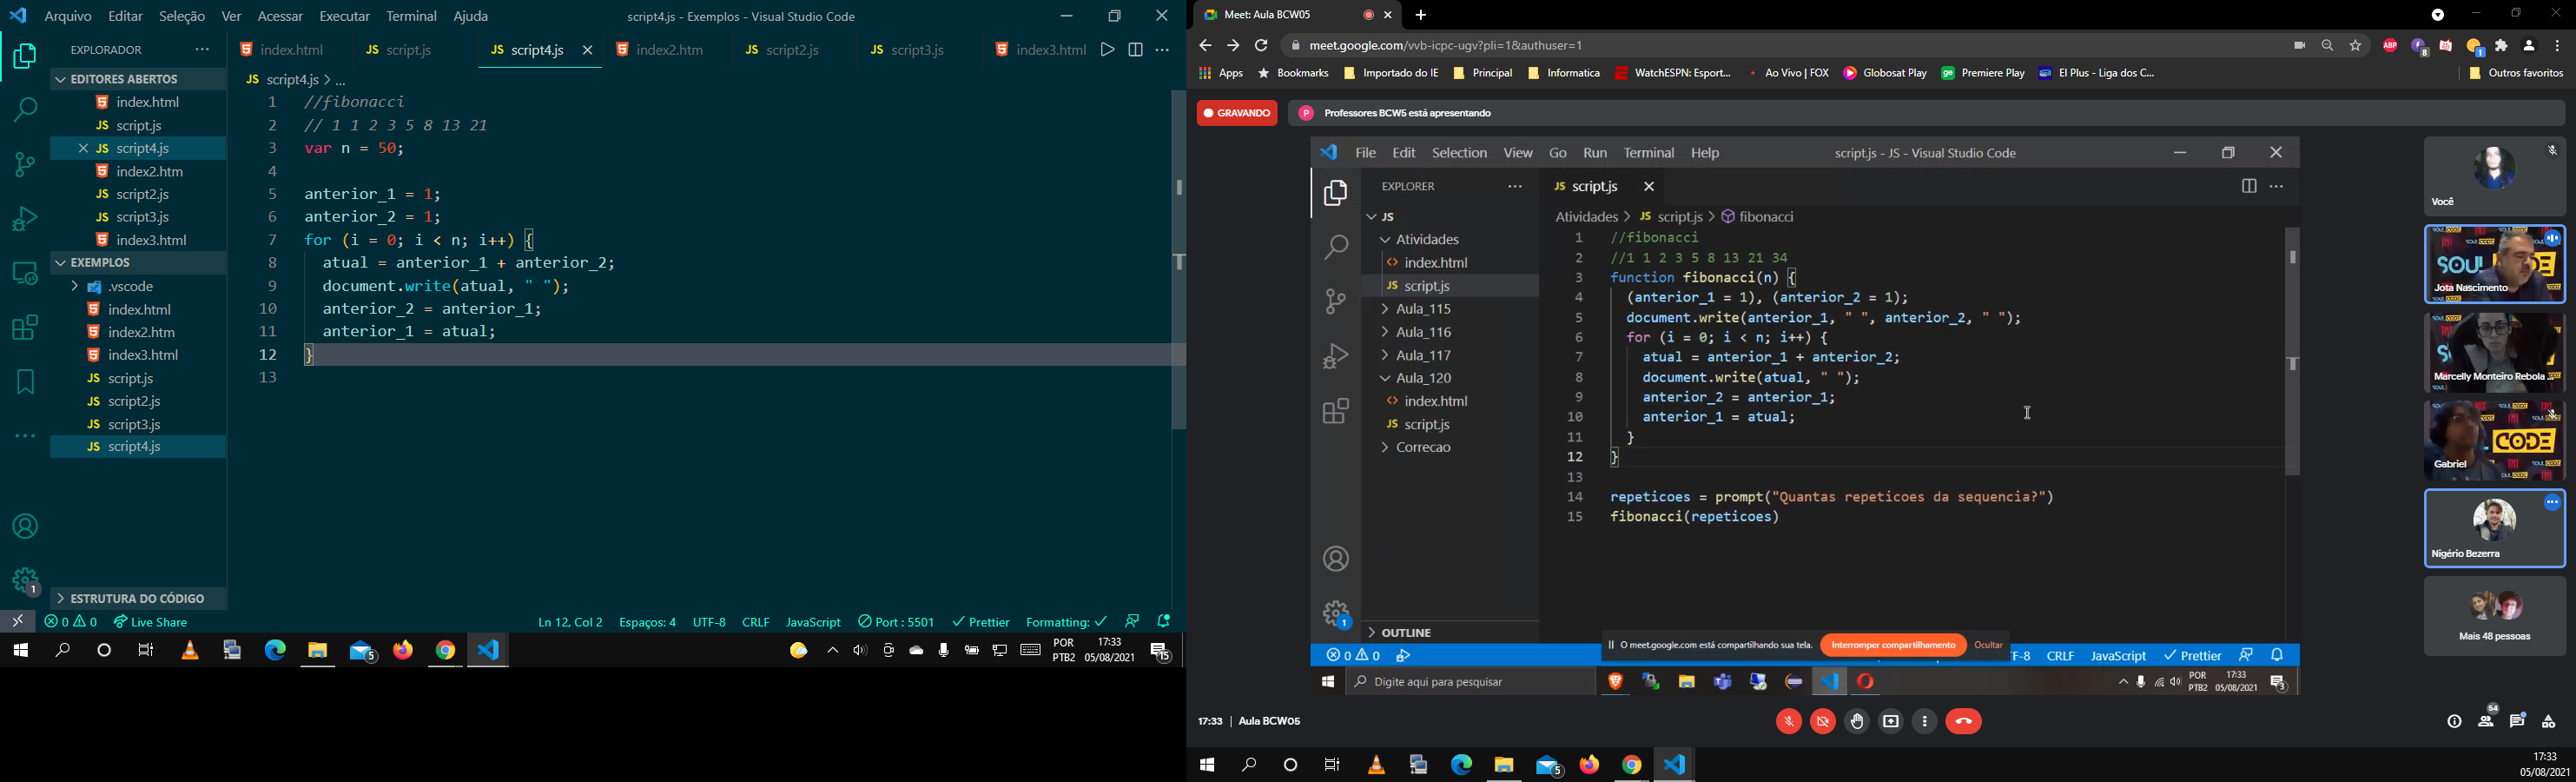 Arquivo Editar Seleção Ver Acessar Executar Terminal Ajuda
script4.js - Exemplos - Visual Studio Code
EXPLORADOR
index.html script.js script4.js index2.htm script2.js script3.js index3.html
EDITORES ABERTOS
index.html
script.js
script4.js
index2.htm
script2.js
script3.js
index3.html
EXEMPLOS
.vscode
index.html
index2.htm
index3.html
script.js
script2.js
script3.js
script4.js
ESTRUTURA DO CÓDIGO
JS script4.js > ...
1 //fibonacci
2 // 1 1 2 3 5 8 13 21
3 var n = 50;
4
5 anterior_1 = 1;
6 anterior_2 = 1;
7 for (i = 0; i < n; i++) {
8 atual = anterior_1 + anterior_2;
9 document.write(atual, " ");
10 anterior_2 = anterior_1;
11 anterior_1 = atual;
12 }
13
0 0 Live Share
Ln 12, Col 2 Espaços: 4 UTF-8 CRLF JavaScript Port : 5501 Prettier Formatting:
POR
PTB2
17:33
05/08/2021
15
Meet: Aula BCW05
meet.google.com/vvb-icpc-ugv?pli=1&authuser=1
Apps Bookmarks Importado do IE Principal Informatica WatchESPN: Esport... Ao Vivo | FOX Globosat Play Premiere Play EI Plus - Liga dos C... Outros favoritos
GRAVANDO
P Professores BCW5 está apresentando
File Edit Selection View Go Run Terminal Help
script.js - JS - Visual Studio Code
EXPLORER
JS script.js
JS
Atividades
index.html
script.js
Aula_115
Aula_116
Aula_117
Aula_120
index.html
script.js
Correcao
OUTLINE
Atividades > JS script.js > fibonacci
1 //fibonacci
2 //1 1 2 3 5 8 13 21 34
3 function fibonacci(n) {
4 (anterior_1 = 1), (anterior_2 = 1);
5 document.write(anterior_1, " ", anterior_2, " ");
6 for (i = 0; i < n; i++) {
7 atual = anterior_1 + anterior_2;
8 document.write(atual, " ");
9 anterior_2 = anterior_1;
10 anterior_1 = atual;
11 }
12 }
13
14 repeticoes = prompt("Quantas repeticoes da sequencia?")
15 fibonacci(repeticoes)
O meet.google.com está compartilhando sua tela. Interromper compartilhamento Ocultar
0 0
F-8 CRLF JavaScript Prettier
Digite aqui para pesquisar
POR
PTB2
17:33
05/08/2021
3
Você
Jota Nascimento
Marcelly Monteiro Rebola ...
CODE
Gabriel
Nigério Bezerra
Mais 48 pessoas
17:33 | Aula BCW05
54
17:33
05/08/2021